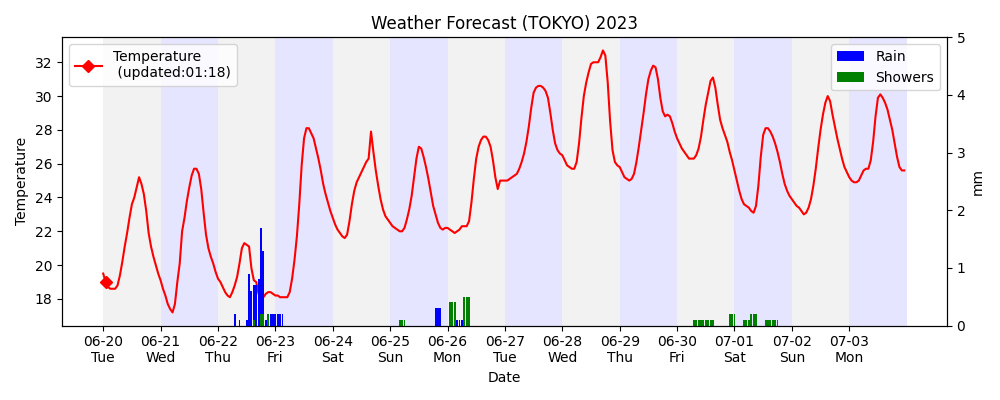 Weather Forecast (TOKYO) 2023
Temperature
(updated:01:18)
Rain
Showers
Temperature
32
30
28
26
24
22
20
18
5
4
3
2
1
0
mm
06-20 06-21 06-22 06-23 06-24 06-25 06-26 06-27 06-28 06-29 06-30 07-01 07-02 07-03
Tue Wed Thu Fri Sat Sun Mon Tue Wed Thu Fri Sat Sun Mon
Date